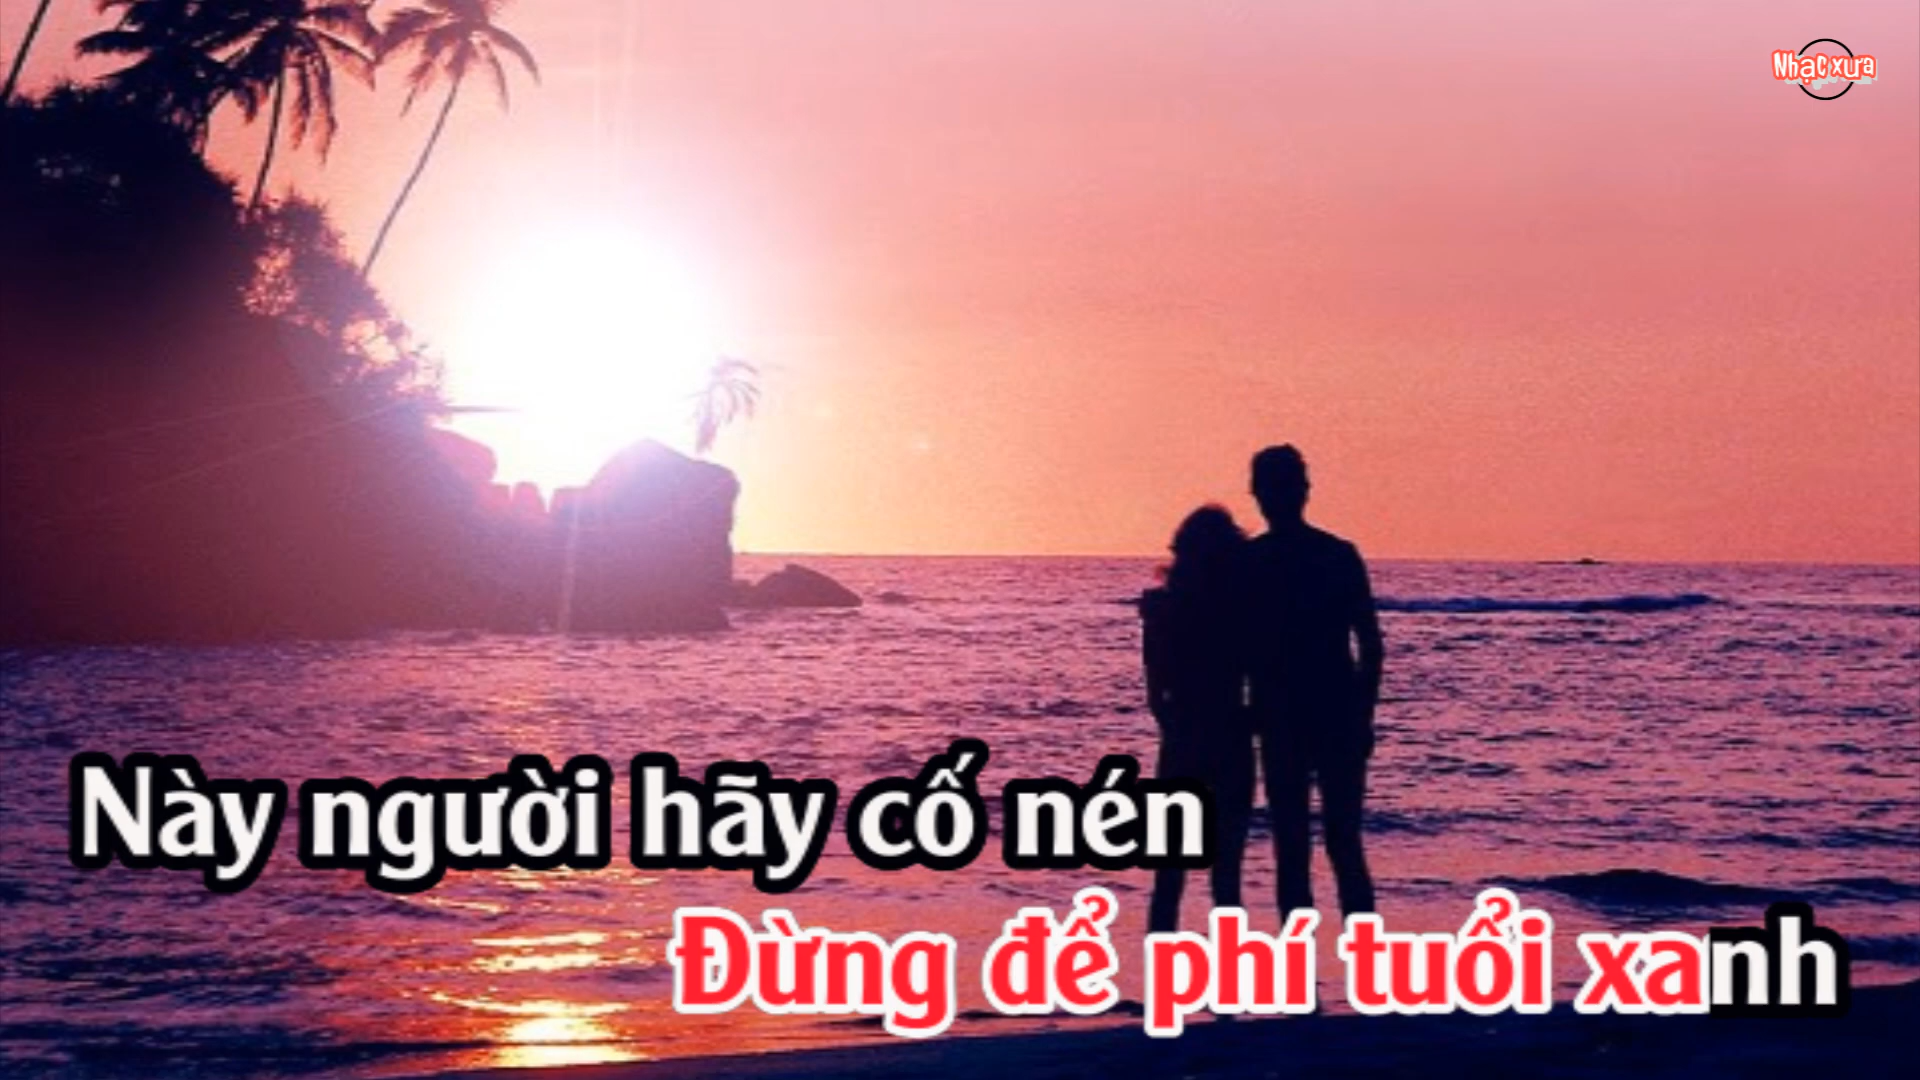 Nhạc xưa
Này người hãy cố nén
Đừng để phí tuổi xanh